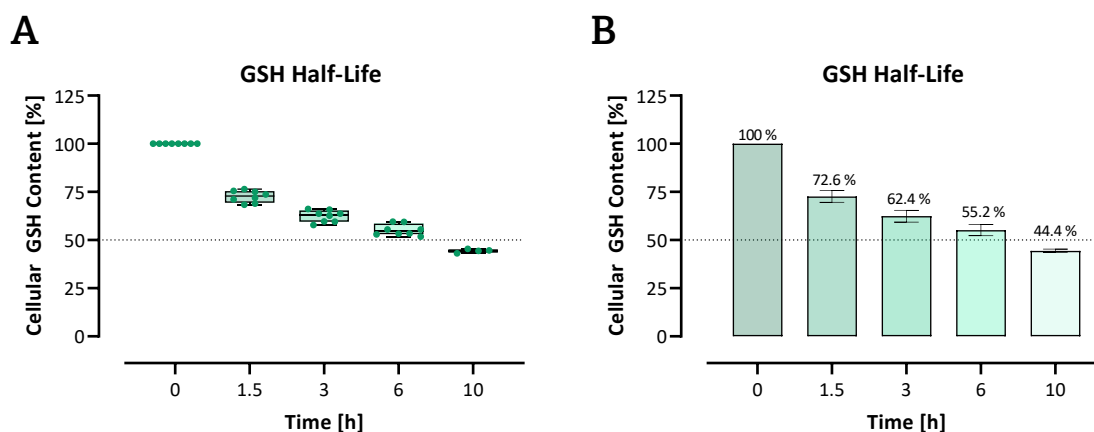 A
GSH Half-Life
Cellular GSH Content [%]
125
100
75
50
25
0
0 1.5 3 6 10
Time [h]
B
GSH Half-Life
Cellular GSH Content [%]
125
100
75
50
25
0
100 %
72.6 %
62.4 %
55.2 %
44.4 %
0 1.5 3 6 10
Time [h]